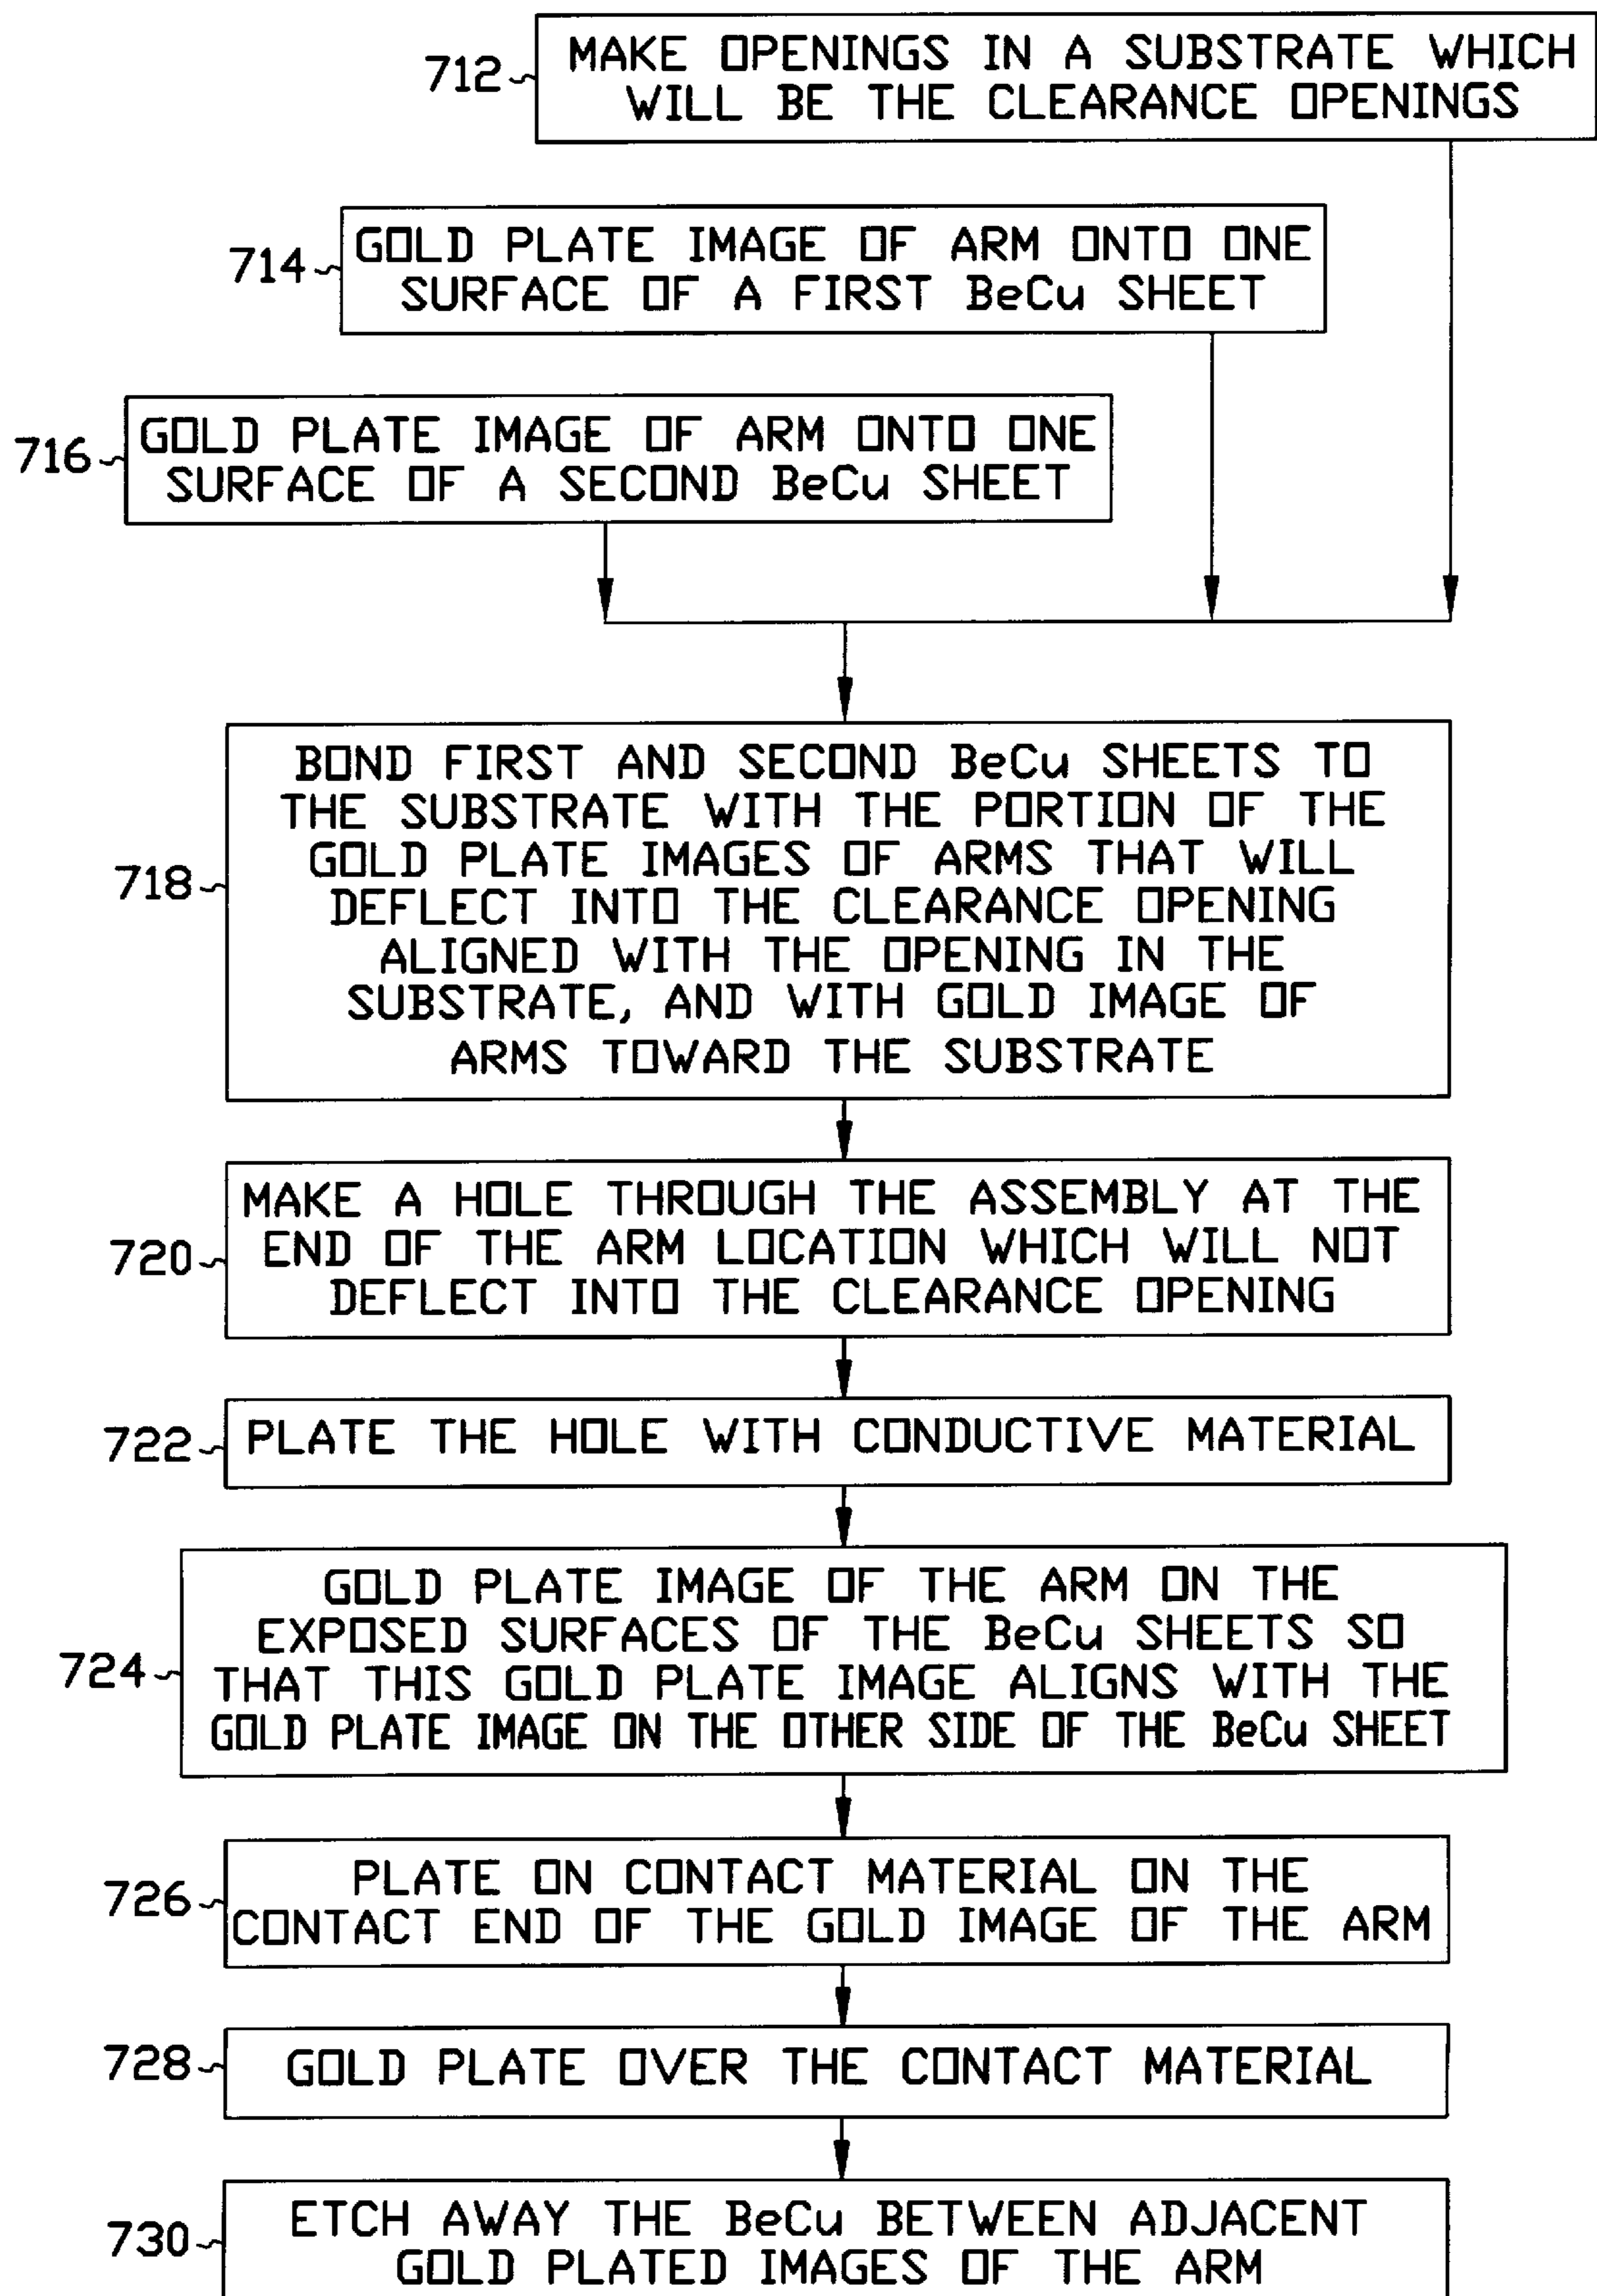 712
MAKE OPENINGS IN A SUBSTRATE WHICH
WILL BE THE CLEARANCE OPENINGS
714
GOLD PLATE IMAGE OF ARM ONTO ONE
SURFACE OF A FIRST BeCu SHEET
716
GOLD PLATE IMAGE OF ARM ONTO ONE
SURFACE OF A SECOND BeCu SHEET
718
BOND FIRST AND SECOND BeCu SHEETS TO
THE SUBSTRATE WITH THE PORTION OF THE
GOLD PLATE IMAGES OF ARMS THAT WILL
DEFLECT INTO THE CLEARANCE OPENING
ALIGNED WITH THE OPENING IN THE
SUBSTRATE, AND WITH GOLD IMAGE OF
ARMS TOWARD THE SUBSTRATE
720
MAKE A HOLE THROUGH THE ASSEMBLY AT THE
END OF THE ARM LOCATION WHICH WILL NOT
DEFLECT INTO THE CLEARANCE OPENING
722
PLATE THE HOLE WITH CONDUCTIVE MATERIAL
724
GOLD PLATE IMAGE OF THE ARM ON THE
EXPOSED SURFACES OF THE BeCu SHEETS SO
THAT THIS GOLD PLATE IMAGE ALIGNS WITH THE
GOLD PLATE IMAGE ON THE OTHER SIDE OF THE BeCu SHEET
726
PLATE ON CONTACT MATERIAL ON THE
CONTACT END OF THE GOLD IMAGE OF THE ARM
728
GOLD PLATE OVER THE CONTACT MATERIAL
730
ETCH AWAY THE BeCu BETWEEN ADJACENT
GOLD PLATED IMAGES OF THE ARM